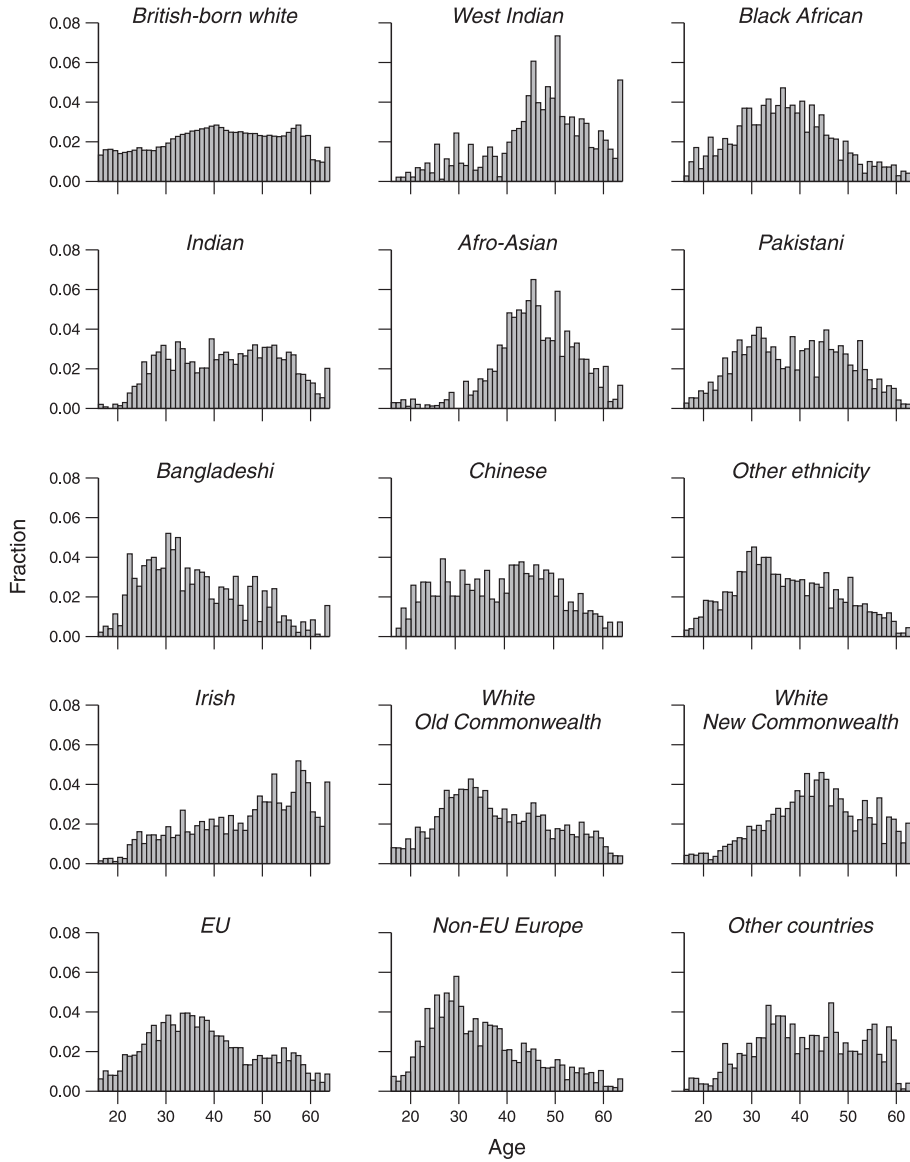 British-born white
West Indian
Black African
0.08
0.06
0.04
0.02
0.00
Indian
Afro-Asian
Pakistani
0.08
0.06
0.04
0.02
0.00
Bangladeshi
Chinese
Other ethnicity
0.08
0.06
0.04
0.02
0.00
Fraction
Irish
White
Old Commonwealth
White
New Commonwealth
0.08
0.06
0.04
0.02
0.00
EU
Non-EU Europe
Other countries
0.08
0.06
0.04
0.02
0.00
20 30 40 50 60
20 30 40 50 60
20 30 40 50 60
Age